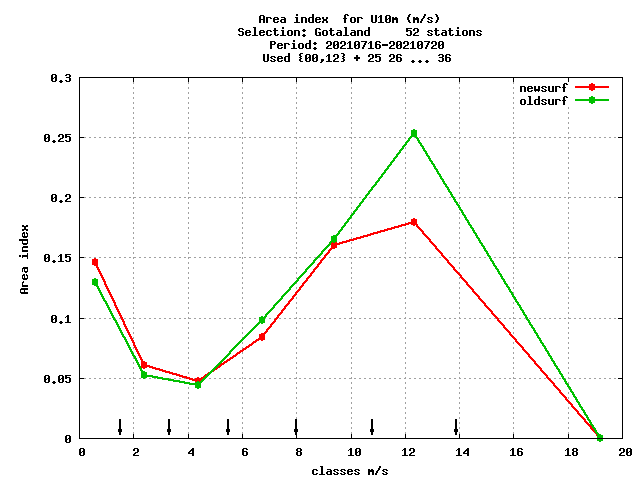 Area index  for U10m (m/s)
Selection: Gotaland     52 stations
Period: 20210716-20210720
Used {00,12} + 25 26 ... 36
newsurf
oldsurf
0.3
0.25
0.2
0.15
0.1
0.05
0
Area index
0 2 4 6 8 10 12 14 16 18 20
classes m/s